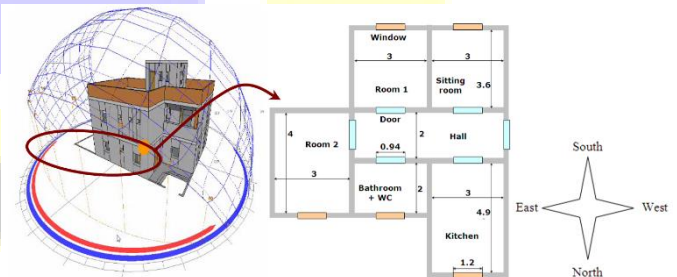 Window
3
3
Room 1
Sitting
room
3.6
Door
4
Room 2
2
Hall
0.94
3
Bathroom
+ WC
2
3
4.9
Kitchen
1.2
South
East
West
North